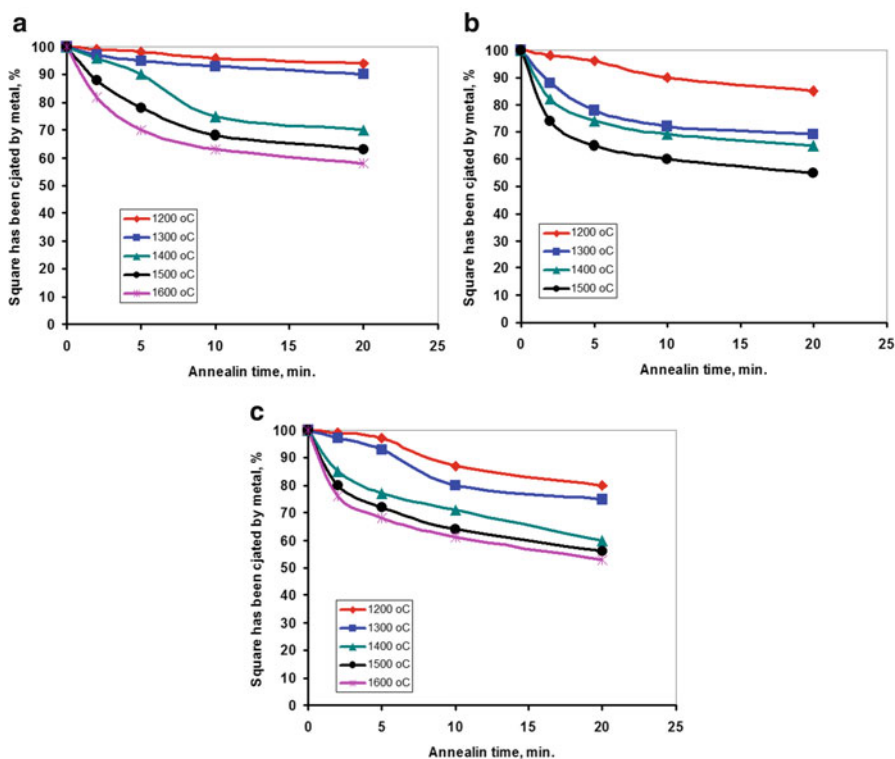 a
Square has been cjated by metal, %
100
90
80
70
60
50
40
30
20
10
0
1200 oC
1300 oC
1400 oC
1500 oC
1600 oC
0 5 10 15 20 25
Annealin time, min.
b
Square has been cjated by metal, %
100
90
80
70
60
50
40
30
20
10
0
1200 oC
1300 oC
1400 oC
1500 oC
0 5 10 15 20 25
Annealin time, min.
c
Square has been cjated by metal, %
100
90
80
70
60
50
40
30
20
10
0
1200 oC
1300 oC
1400 oC
1500 oC
1600 oC
0 5 10 15 20 25
Annealin time, min.